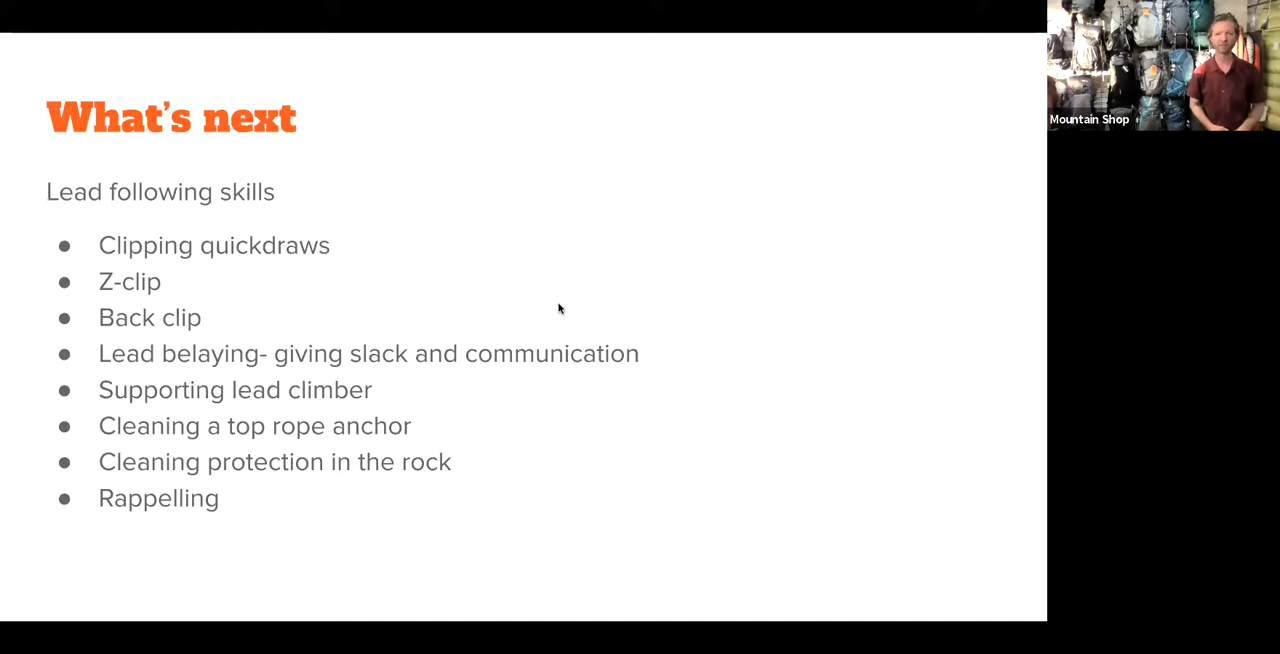 What's next
Lead following skills
● Clipping quickdraws
● Z-clip
● Back clip
● Lead belaying- giving slack and communication
● Supporting lead climber
● Cleaning a top rope anchor
● Cleaning protection in the rock
● Rappelling
Mountain Shop